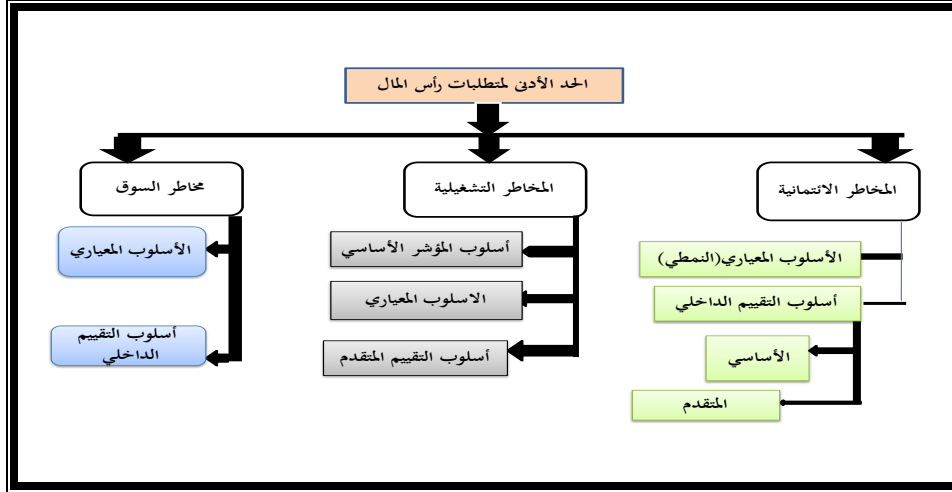 الحد الأدنى لمتطلبات رأس المال
المخاطر الائتمانية
المخاطر التشغيلية
مخاطر السوق
الأسلوب المعياري(النمطي)
أسلوب التقييم الداخلي
الأساسي
المتقدم
أسلوب المؤشر الأساسي
الاسلوب المعياري
أسلوب التقييم المتقدم
الأسلوب المعياري
أسلوب التقييم
الداخلي